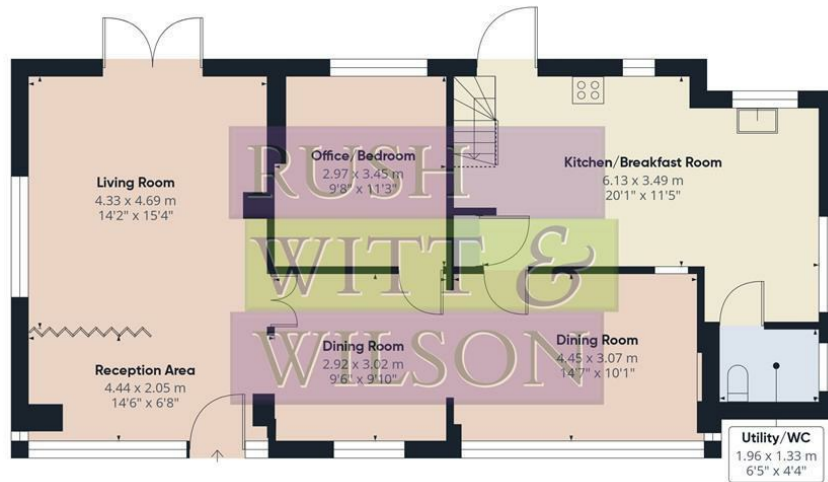 Living Room
4.33 x 4.69 m
14'2" x 15'4"
Office/Bedroom
2.97 x 3.45 m
9'8" x 11'3"
Kitchen/Breakfast Room
6.13 x 3.49 m
20'1" x 11'5"
RUSH
WITT &
WILSON
Reception Area
4.44 x 2.05 m
14'6" x 6'8"
Dining Room
2.92 x 3.02 m
9'6" x 9'10"
Dining Room
4.45 x 3.07 m
14'7" x 10'1"
Utility/WC
1.96 x 1.33 m
6'5" x 4'4"